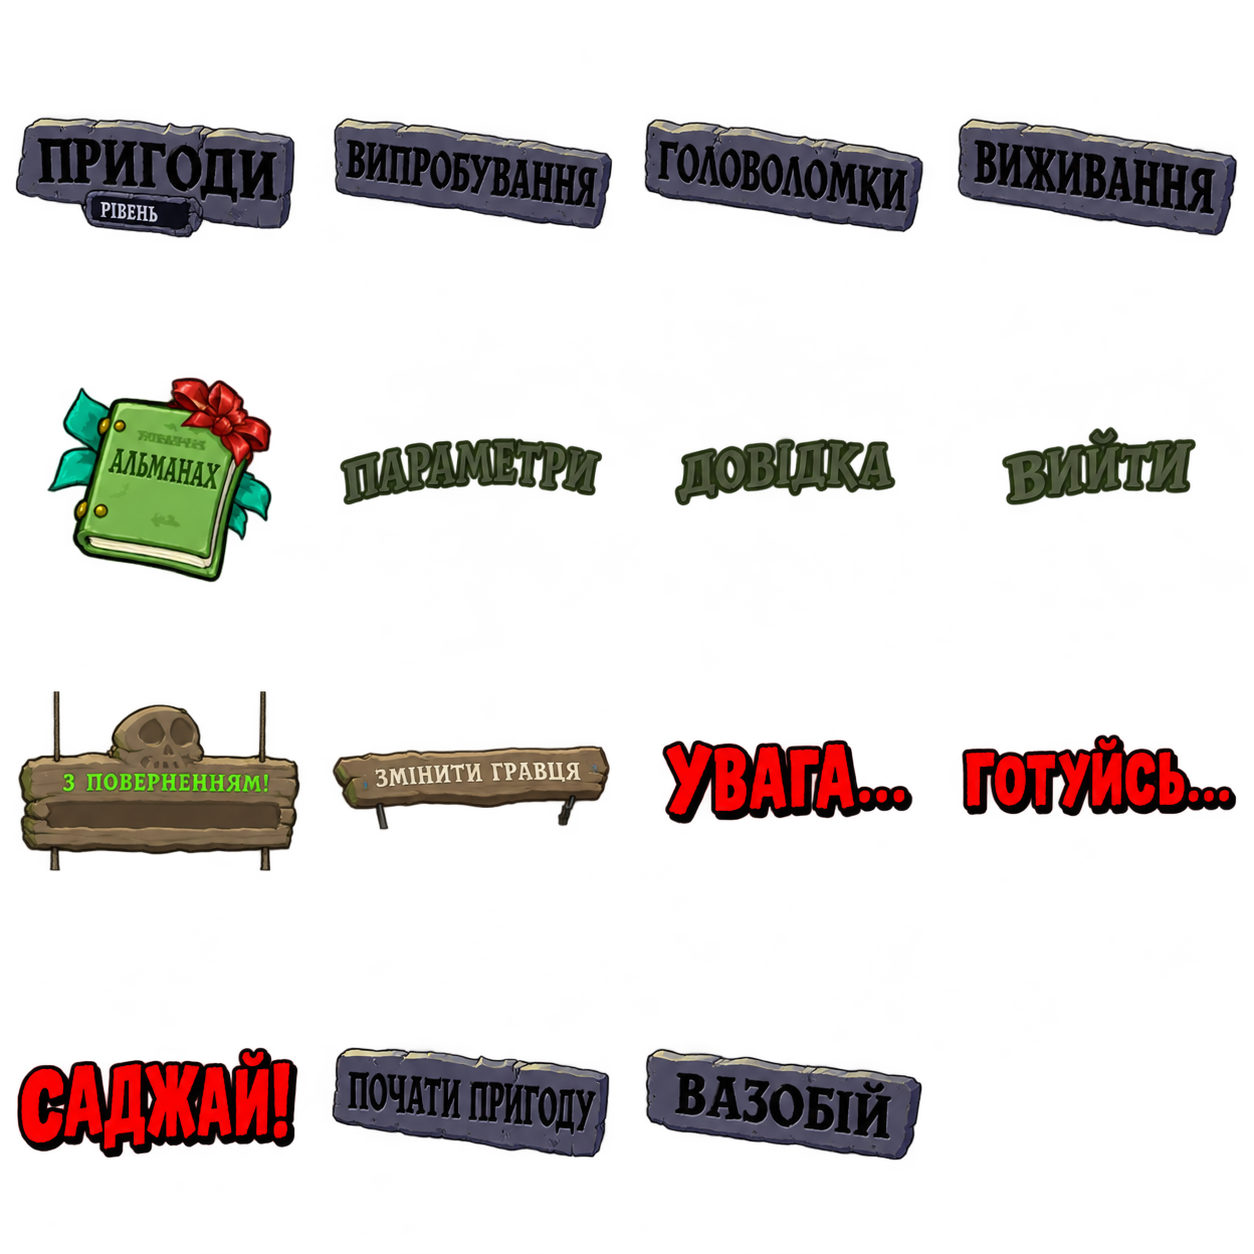 ПРИГОДИ
РІВЕНЬ
ВИПРОБУВАННЯ
ГОЛОВОЛОМКИ
ВИЖИВАННЯ
АЛЬМАНАХ
ПАРАМЕТРИ
ДОВІДКА
ВИЙТИ
З ПОВЕРНЕННЯМ!
ЗМІНИТИ ГРАВЦЯ
УВАГА...
ГОТУЙСЬ...
САДЖАЙ!
ПОЧАТИ ПРИГОДУ
ВАЗОБІЙ